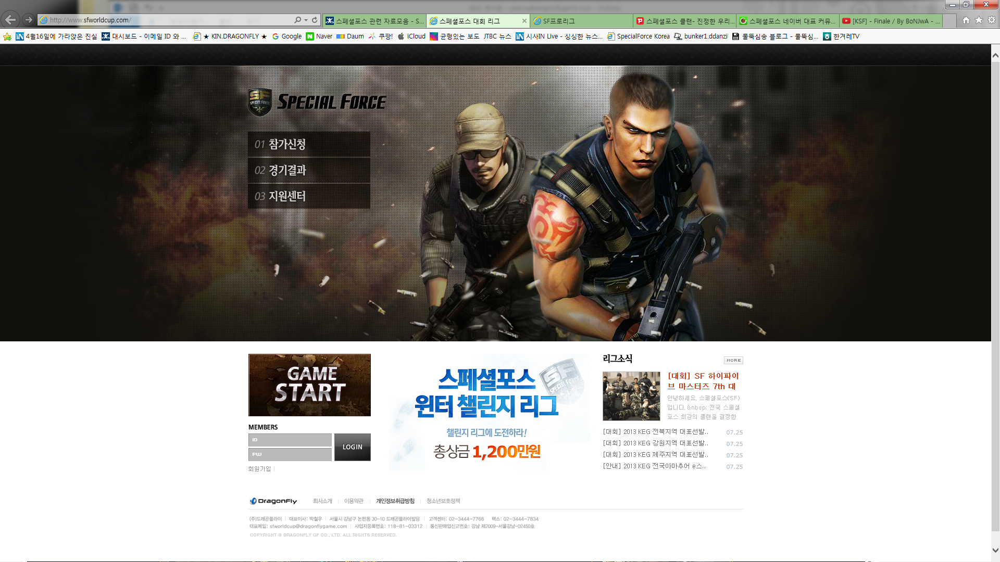 http://www.sfworldcup.com/
스페셜포스 관련 자료모음 - S...
스페셜포스 대회 리그
SF프로리그
스페셜포스 클랜- 진정한 우리...
스페셜포스 네이버 대표 커뮤...
[KSF] - Finale / By BoNJwA - ...
4월16일에 가라앉은 진실
대시보드 - 이메일 ID 와 ...
★ KIN.DRAGONFLY ★
Google
Naver
Daum
쿠팡!
iCloud
균형있는 보도 JTBC 뉴스
시사IN Live - 싱싱한 뉴스...
SpecialForce Korea
bunker1.ddanzi
물뚝심송 블로그 - 물뚝심...
한겨레TV
SF
SPECIAL FORCE
SPECIAL FORCE
01 참가신청
02 경기결과
03 지원센터
GAME
START
MEMBERS
ID
PW
LOGIN
회원가입
SF
SPECIAL FORCE
스페셜포스
윈터 챌린지 리그
챌린지 리그에 도전하라!
총상금 1,200만원
리그소식
MORE
[대회] SF 하이파이
브 마스터즈 7th 대
안녕하세요. 스페셜포스(SF)
입니다. &nbsp; 전국 스페셜
포스 최강의 클랜을 결정한
[대회] 2013 KEG 전북지역 대표선발.. 07.25
[대회] 2013 KEG 강원지역 대표선발.. 07.25
[대회] 2013 KEG 제주지역 대표선발.. 07.25
[안내] 2013 KEG 전국아마추어 e스.. 07.25
DragonFly
회사소개
이용약관
개인정보취급방침
청소년보호정책
(주)드래곤플라이 | 대표이사: 박철우 | 서울시 강남구 논현동 30-10 드래곤플라이빌딩 | 고객센터: 02-3444-7766 팩스: 02-3444-7834
대표메일: sfworldcup@dragonflygame.com | 사업자등록번호: 118-81-03312 | 통신판매업신고번호: 강남 제2009-서울강남-02450호
COPYRIGHT @ DRAGONFLY GF CO., LTD. ALL RIGHTS RESERVED.